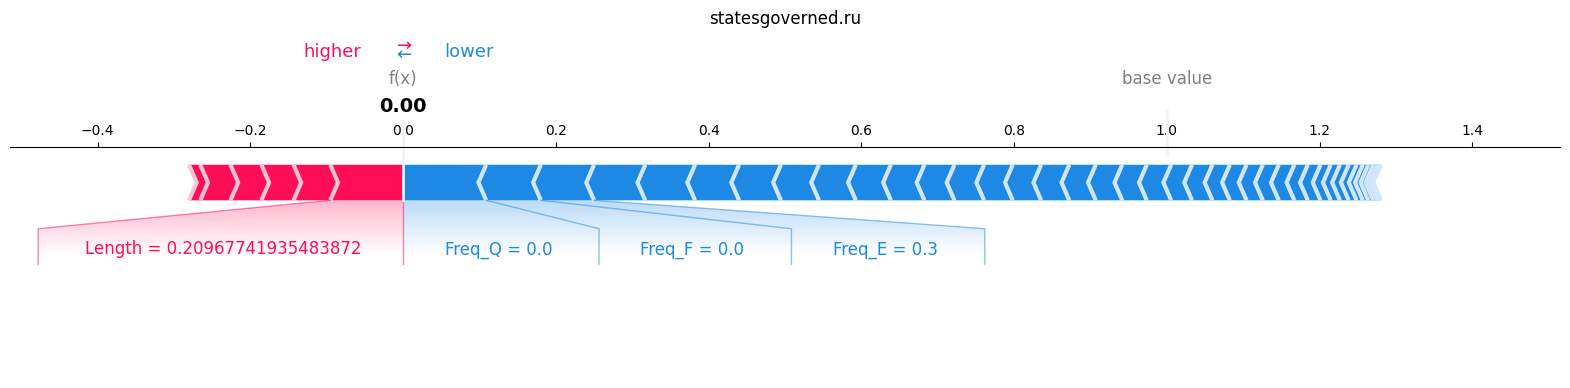 statesgoverned.ru
higher → ← lower
f(x) base value
0.00
−0.4 −0.2 0.0 0.2 0.4 0.6 0.8 1.0 1.2 1.4
Length = 0.20967741935483872 Freq_Q = 0.0 Freq_F = 0.0 Freq_E = 0.3